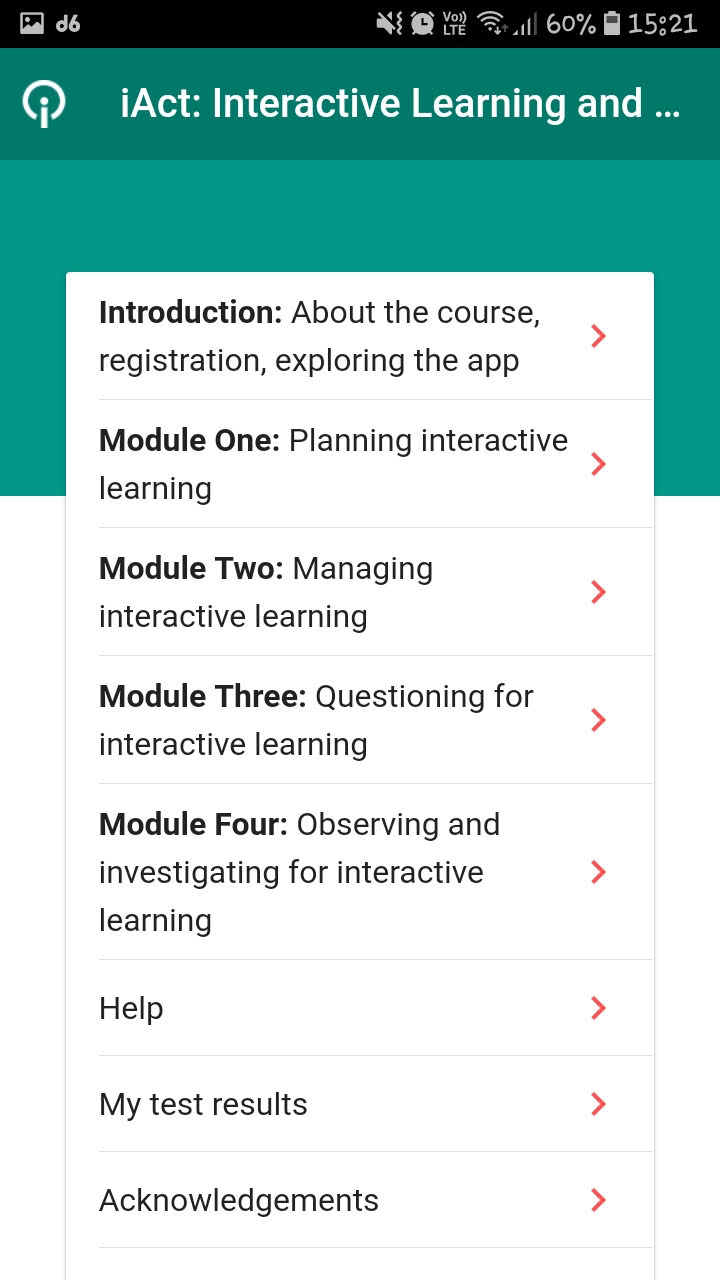 d6 Vo)) LTE 60% 15:21
iAct: Interactive Learning and ...
Introduction: About the course,
registration, exploring the app
Module One: Planning interactive
learning
Module Two: Managing
interactive learning
Module Three: Questioning for
interactive learning
Module Four: Observing and
investigating for interactive
learning
Help
My test results
Acknowledgements